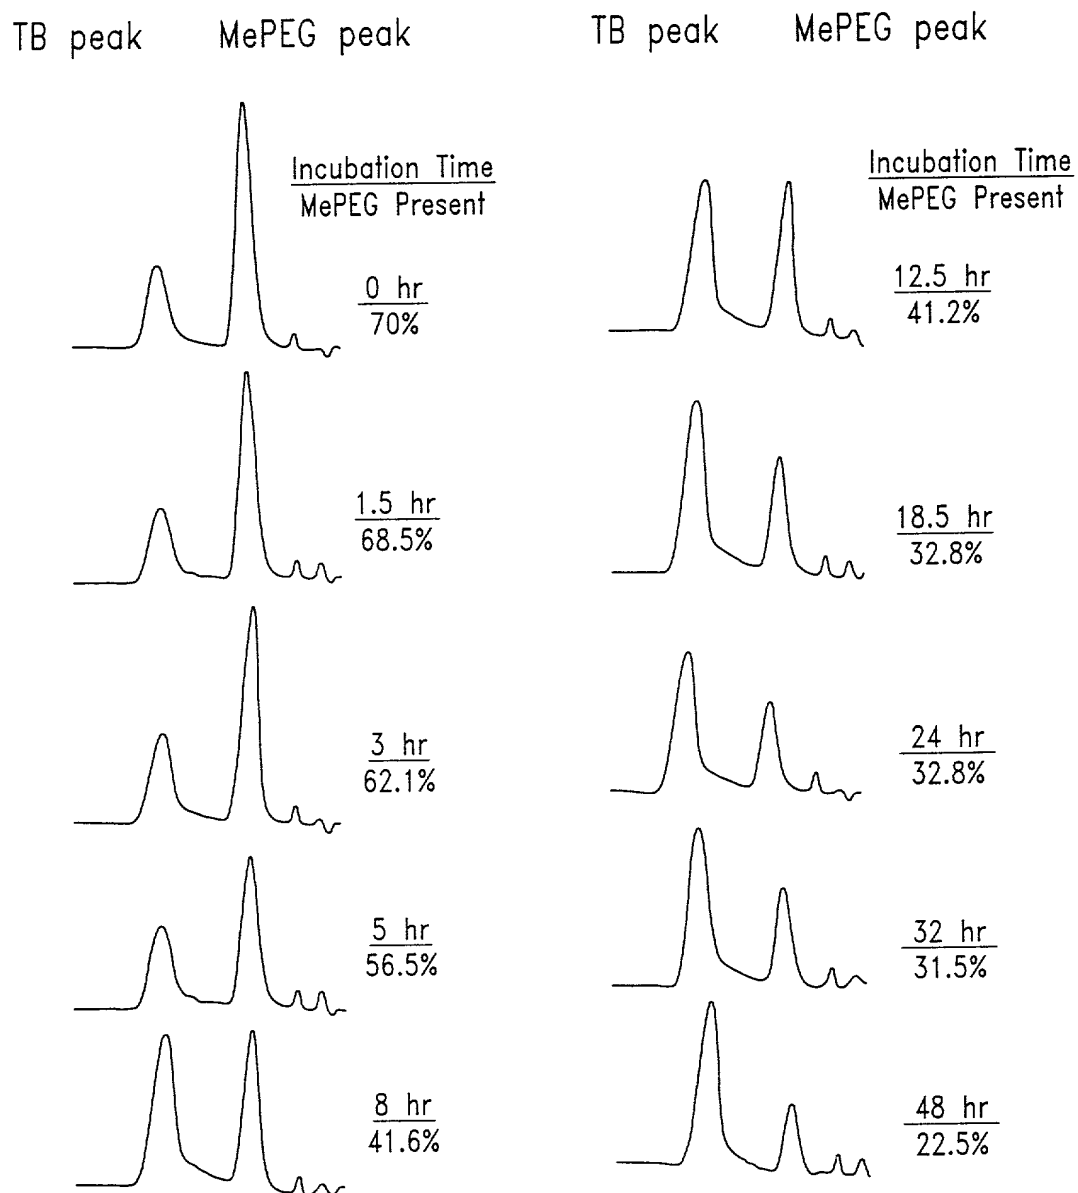 TB peak MePEG peak
Incubation Time
MePEG Present
0 hr
70%
1.5 hr
68.5%
3 hr
62.1%
5 hr
56.5%
8 hr
41.6%
TB peak MePEG peak
Incubation Time
MePEG Present
12.5 hr
41.2%
18.5 hr
32.8%
24 hr
32.8%
32 hr
31.5%
48 hr
22.5%